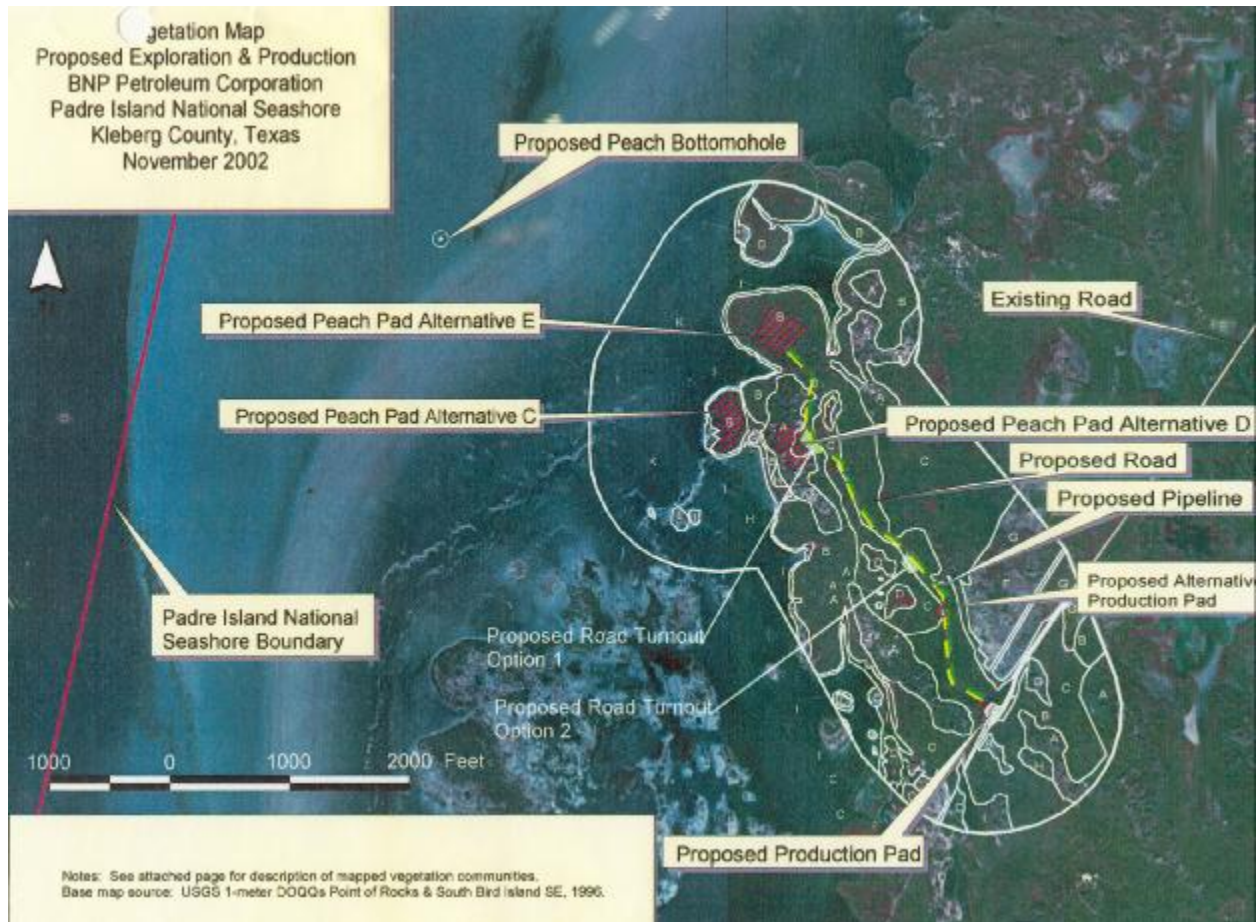 getation Map
Proposed Exploration & Production
BNP Petroleum Corporation
Padre Island National Seashore
Kleberg County, Texas
November 2002
Proposed Peach Bottomohole
Existing Road
Proposed Peach Pad Alternative E
Proposed Peach Pad Alternative C
Proposed Peach Pad Alternative D
Proposed Road
Proposed Pipeline
Proposed Alternative
Production Pad
Padre Island National
Seashore Boundary
Proposed Road Turnout
Option 1
Proposed Road Turnout
Option 2
1000 0 1000 2000 Feet
Proposed Production Pad
Notes: See attached page for description of mapped vegetation communities.
Base map source: USGS 1-meter DOQQs Point of Rocks & South Bird Island SE, 1996.